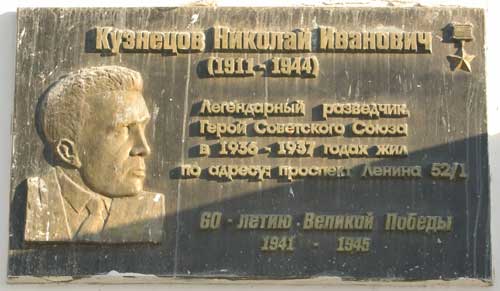 Кузнецов Николай Иванович
(1911 - 1944)
Легендарный разведчик,
Герой Советского Союза
в 1936 - 1937 годах жил
по адресу: проспект Ленина 52/1
60 - летию Великой Победы
1941 - 1945